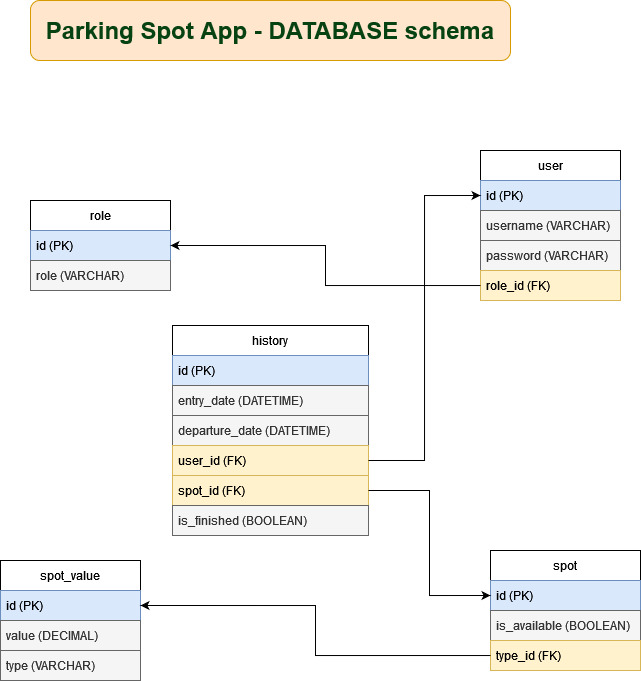 Parking Spot App - DATABASE schema
user
id (PK)
username (VARCHAR)
password (VARCHAR)
role_id (FK)
role
id (PK)
role (VARCHAR)
history
id (PK)
entry_date (DATETIME)
departure_date (DATETIME)
user_id (FK)
spot_id (FK)
is_finished (BOOLEAN)
spot_value
id (PK)
value (DECIMAL)
type (VARCHAR)
spot
id (PK)
is_available (BOOLEAN)
type_id (FK)